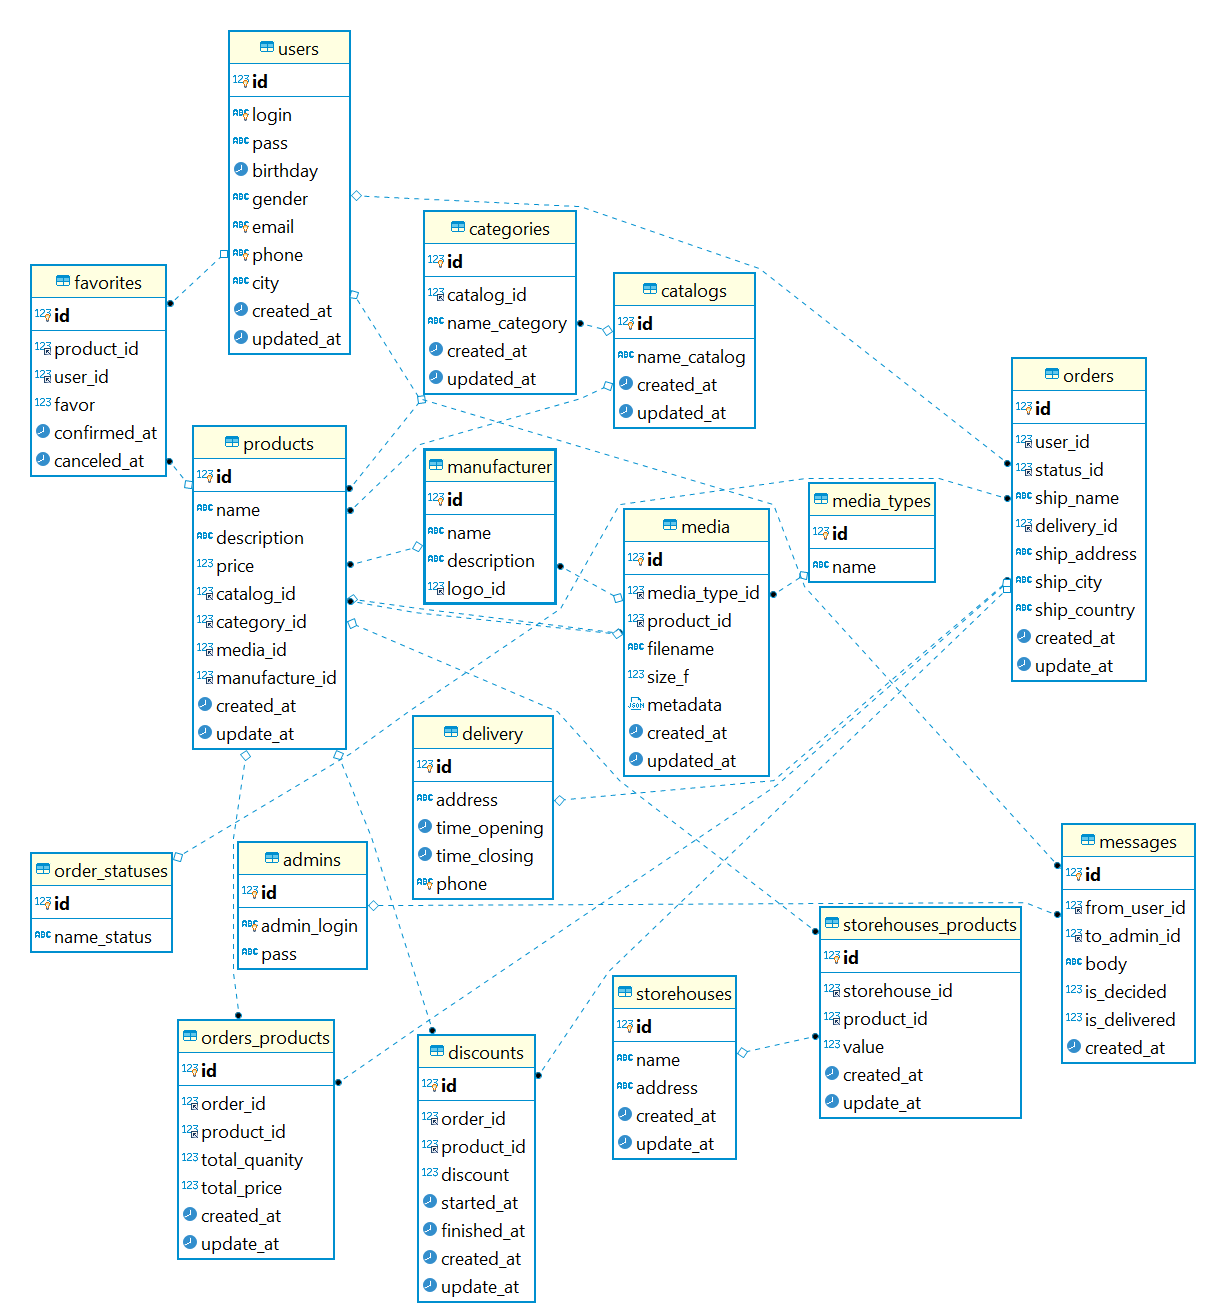 users
id
login
pass
birthday
gender
email
phone
city
created_at
updated_at
categories
id
catalog_id
name_category
created_at
updated_at
favorites
id
product_id
user_id
favor
confirmed_at
canceled_at
catalogs
id
name_catalog
created_at
updated_at
orders
id
user_id
status_id
ship_name
delivery_id
ship_address
ship_city
ship_country
created_at
update_at
products
id
name
description
price
catalog_id
category_id
media_id
manufacture_id
created_at
update_at
manufacturer
id
name
description
logo_id
media_types
id
name
media
id
media_type_id
product_id
filename
size_f
metadata
created_at
updated_at
delivery
id
address
time_opening
time_closing
phone
order_statuses
id
name_status
admins
id
admin_login
pass
messages
id
from_user_id
to_admin_id
body
is_decided
is_delivered
created_at
storehouses_products
id
storehouse_id
product_id
value
created_at
update_at
storehouses
id
name
address
created_at
update_at
orders_products
id
order_id
product_id
total_quanity
total_price
created_at
update_at
discounts
id
order_id
product_id
discount
started_at
finished_at
created_at
update_at